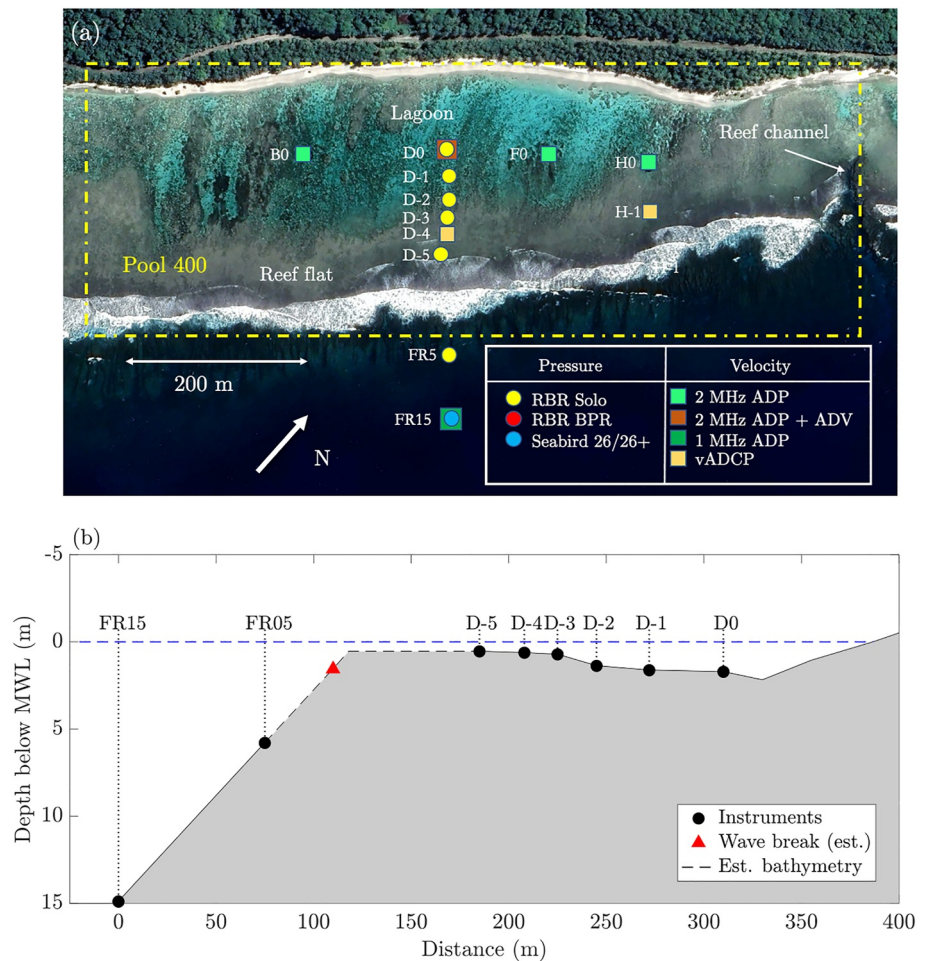 (a)
Lagoon
Reef channel
B0
D0
F0
H0
D-1
D-2
D-3
H-1
D-4
D-5
Pool 400
Reef flat
FR5
200 m
FR15
N
Pressure
RBR Solo
RBR BPR
Seabird 26/26+
Velocity
2 MHz ADP
2 MHz ADP + ADV
1 MHz ADP
vADCP
(b)
-5
FR15
FR05
D-5
D-4
D-3
D-2
D-1
D0
0
5
10
15
Depth below MWL (m)
Instruments
Wave break (est.)
Est. bathymetry
0
50
100
150
200
250
300
350
400
Distance (m)